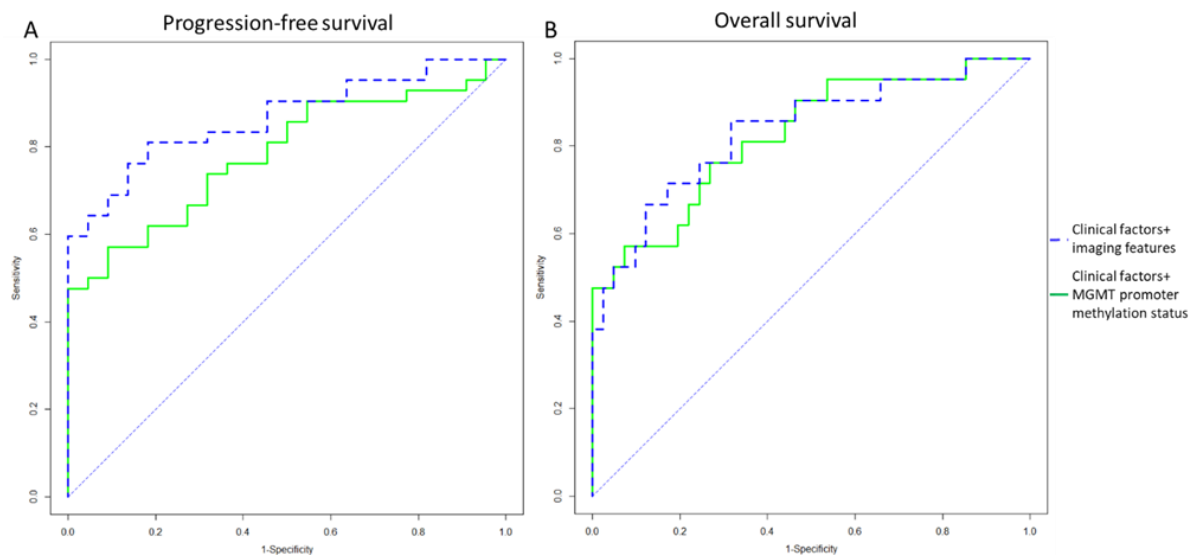 A
Progression-free survival
B
Overall survival
1.0
0.8
0.6
0.4
0.2
0.0
Sensitivity
0.0
0.2
0.4
0.6
0.8
1.0
1-Specificity
1.0
0.8
0.6
0.4
0.2
0.0
Sensitivity
0.0
0.2
0.4
0.6
0.8
1.0
1-Specificity
Clinical factors+
imaging features
Clinical factors+
MGMT promoter
methylation status